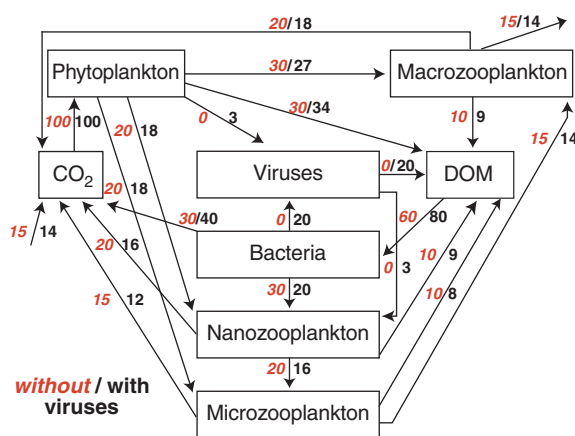 20/18
15/14
Phytoplankton
30/27
Macrozooplankton
30/34
0 3
10 9
100 100
20 18
15 14
CO2
Viruses
0/20
DOM
20 18
30/40
0 20
60 80
15 14
20 16
Bacteria
0 3
10 9
15 12
30 20
10 8
Nanozooplankton
20 16
without / with
viruses
Microzooplankton